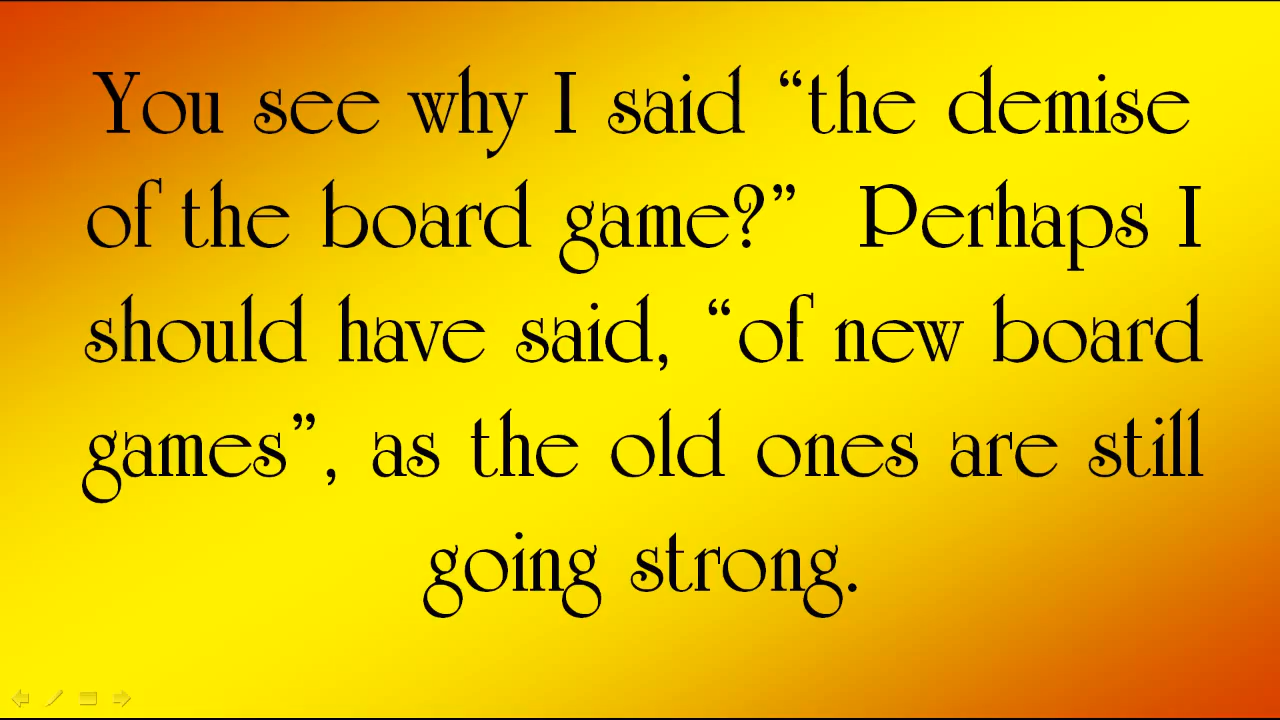 You see why I said “the demise
of the board game?”  Perhaps I
should have said, “of new board
games”, as the old ones are still
going strong.